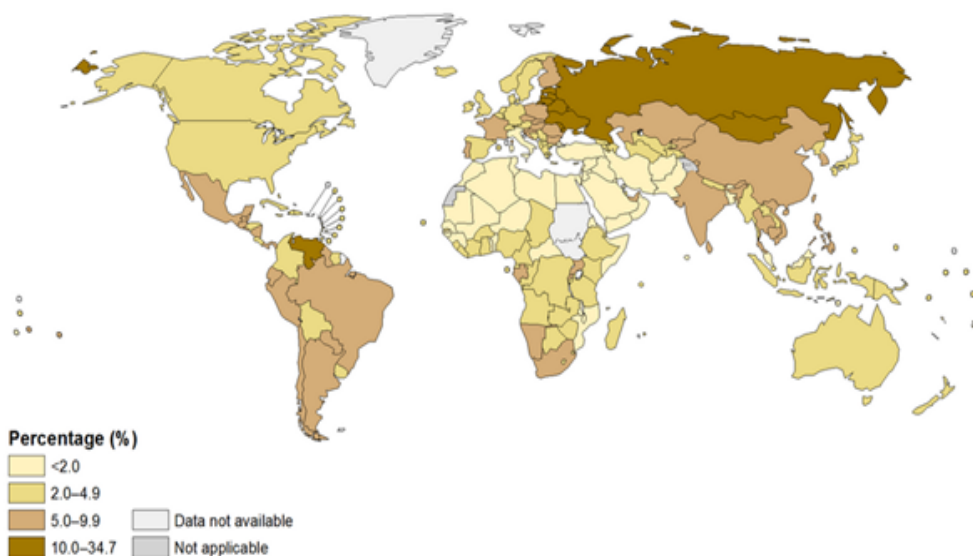 Percentage (%)
<2.0
2.0–4.9
5.0–9.9
10.0–34.7
Data not available
Not applicable